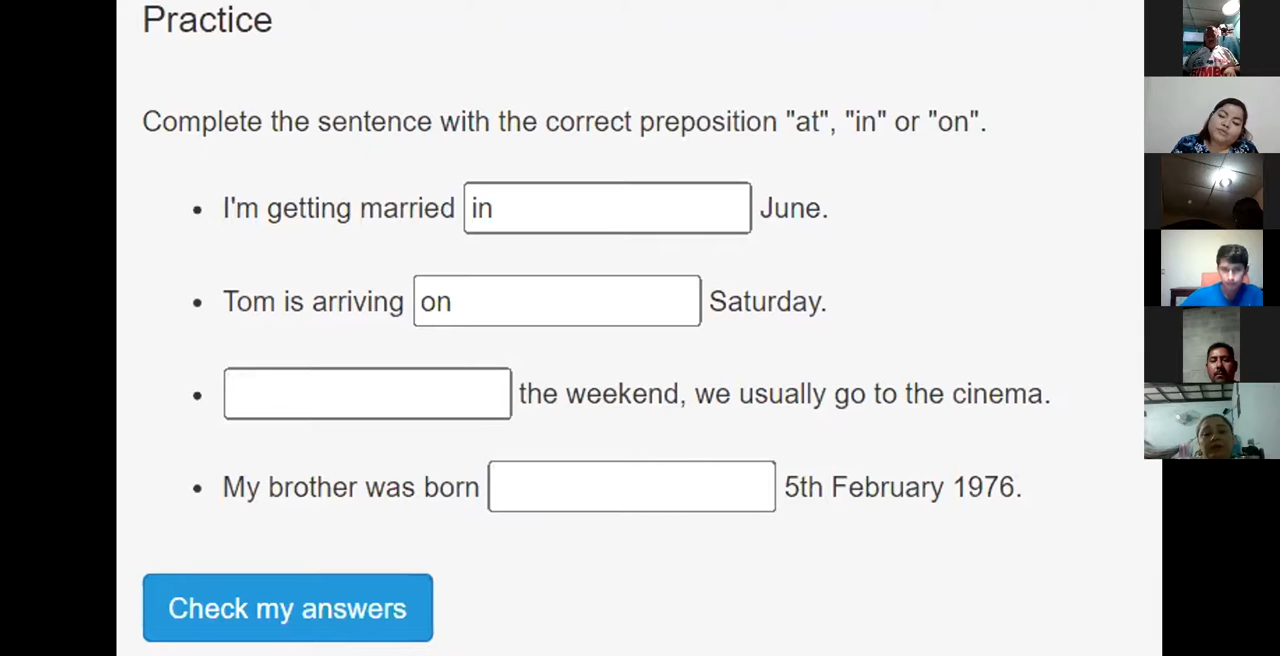 Practice
Complete the sentence with the correct preposition "at", "in" or "on".
I'm getting married in June.
Tom is arriving on Saturday.
the weekend, we usually go to the cinema.
My brother was born 5th February 1976.
Check my answers